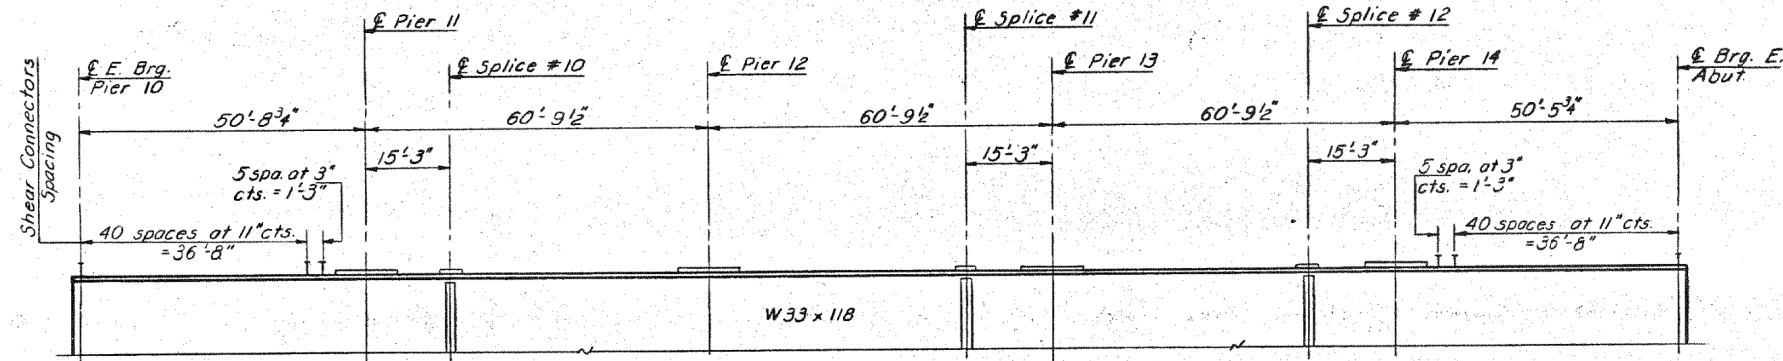 ℄ Pier 11
℄ Splice #11
℄ Splice #12
℄ E. Brg.
Pier 10
℄ Splice #10
℄ Pier 12
℄ Pier 13
℄ Pier 14
℄ Brg. E.
Abut.
50'-8¾"
60'-9½"
60'-9½"
60'-9½"
50'-5¾"
Shear Connectors
Spacing
15'-3"
15'-3"
15'-3"
5 spa. at 3"
cts. = 1'-3"
5 spa. at 3"
cts. = 1'-3"
40 spaces at 11" cts.
= 36'-8"
40 spaces at 11" cts.
= 36'-8"
W33 x 118